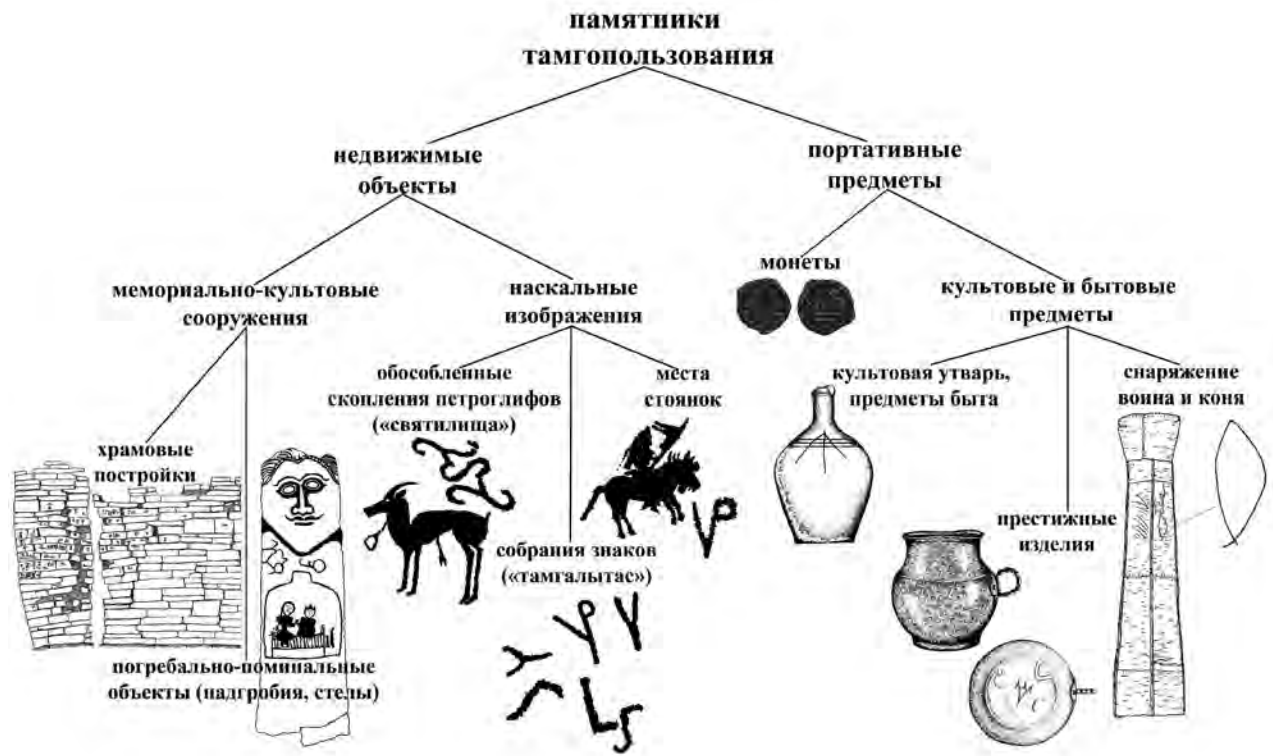 памятники
тамгопользования
недвижимые
объекты
портативные
предметы
мемориально-культовые
сооружения
наскальные
изображения
монеты
культовые и бытовые
предметы
обособленные
скопления петроглифов
(«святилища»)
места
стоянок
культовая утварь,
предметы быта
снаряжение
воина и коня
храмовые
постройки
собрания знаков
(«тамгалытас»)
престижные
изделия
погребально-поминальные
объекты (надгробия, стелы)